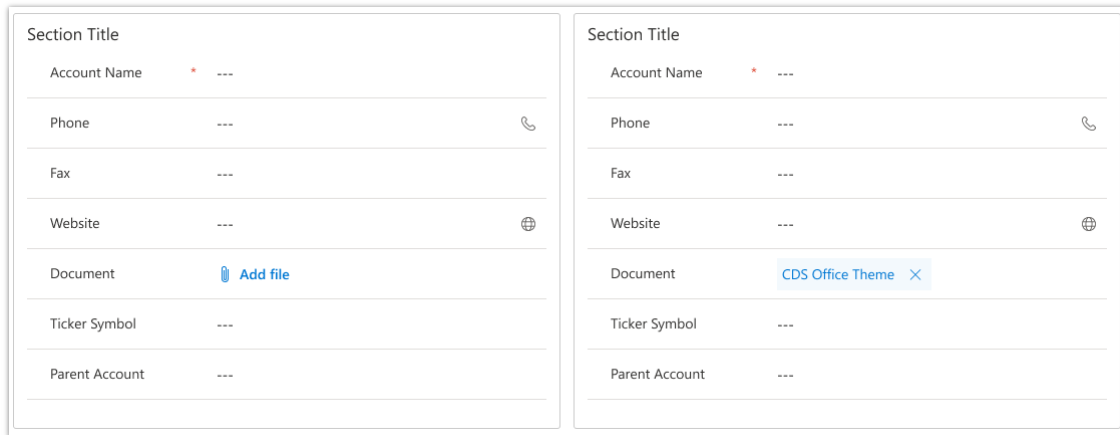 Section Title
Account Name * ---
Phone ---
Fax ---
Website ---
Document Add file
Ticker Symbol ---
Parent Account ---
Section Title
Account Name * ---
Phone ---
Fax ---
Website ---
Document CDS Office Theme
Ticker Symbol ---
Parent Account ---